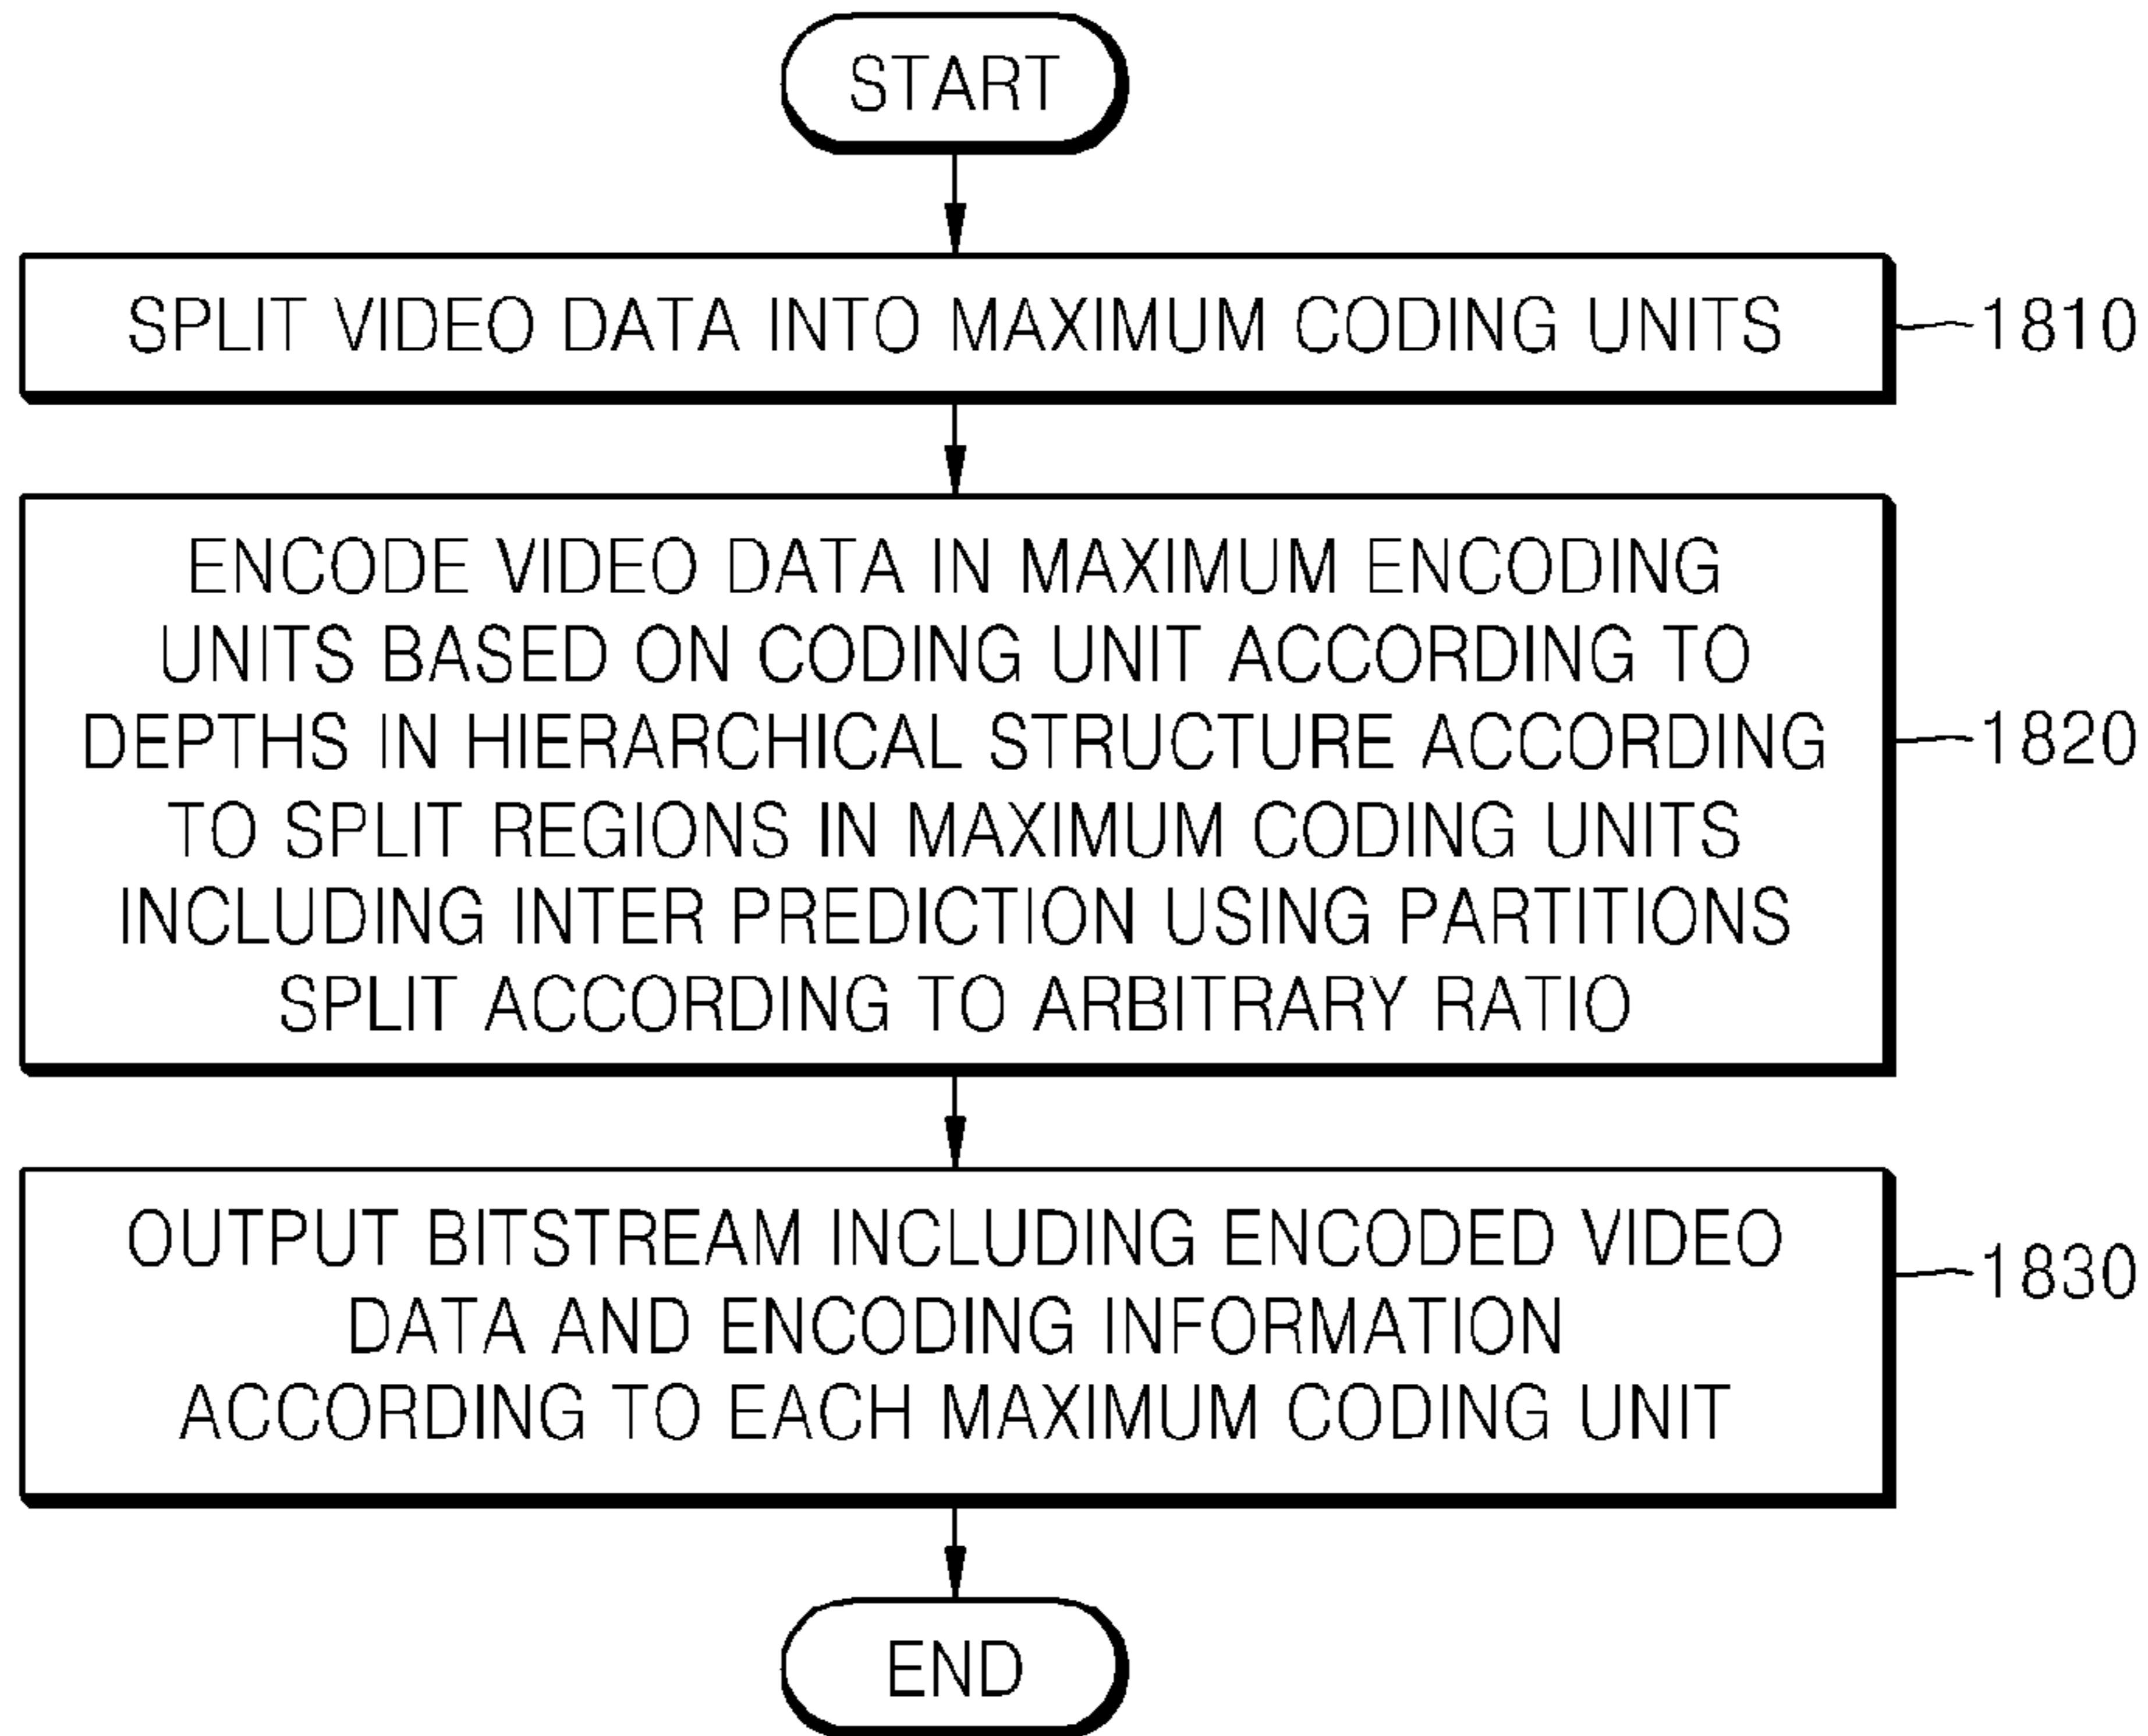 START
SPLIT VIDEO DATA INTO MAXIMUM CODING UNITS
1810
ENCODE VIDEO DATA IN MAXIMUM ENCODING
UNITS BASED ON CODING UNIT ACCORDING TO
DEPTHS IN HIERARCHICAL STRUCTURE ACCORDING
TO SPLIT REGIONS IN MAXIMUM CODING UNITS
INCLUDING INTER PREDICTION USING PARTITIONS
SPLIT ACCORDING TO ARBITRARY RATIO
1820
OUTPUT BITSTREAM INCLUDING ENCODED VIDEO
DATA AND ENCODING INFORMATION
ACCORDING TO EACH MAXIMUM CODING UNIT
1830
END